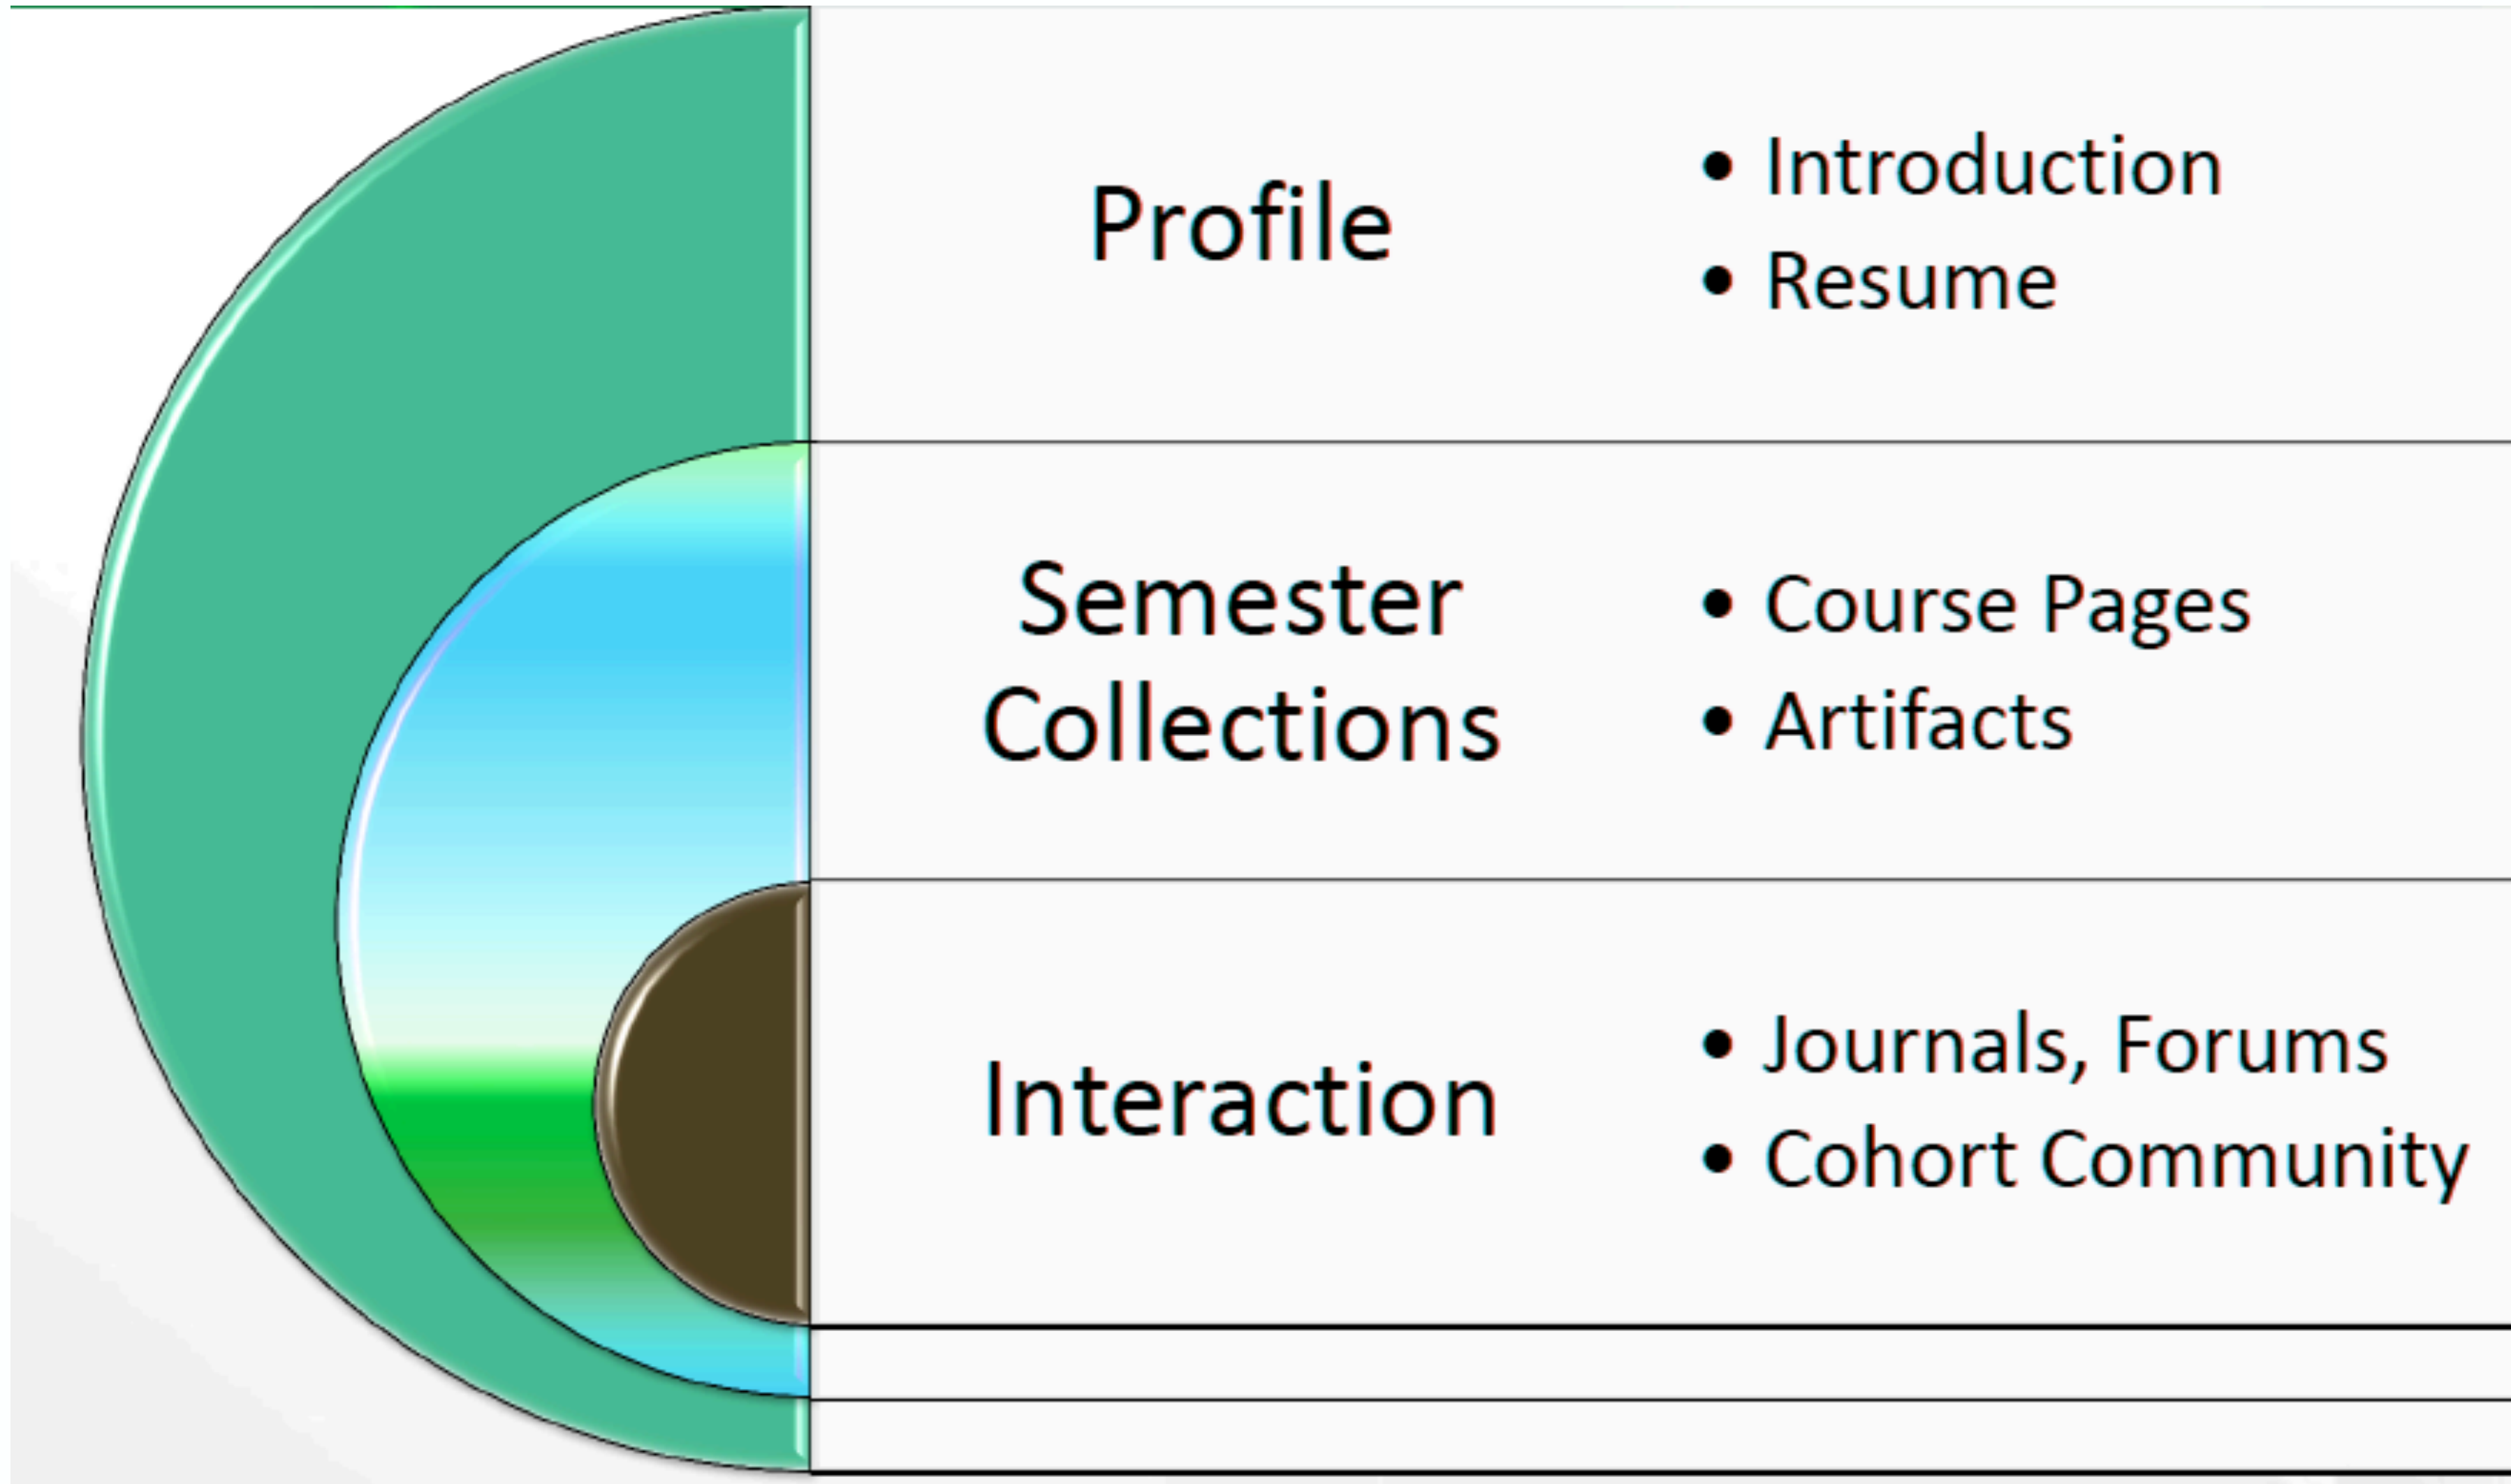 Profile
• Introduction
• Resume
Semester
Collections
• Course Pages
• Artifacts
Interaction
• Journals, Forums
• Cohort Community